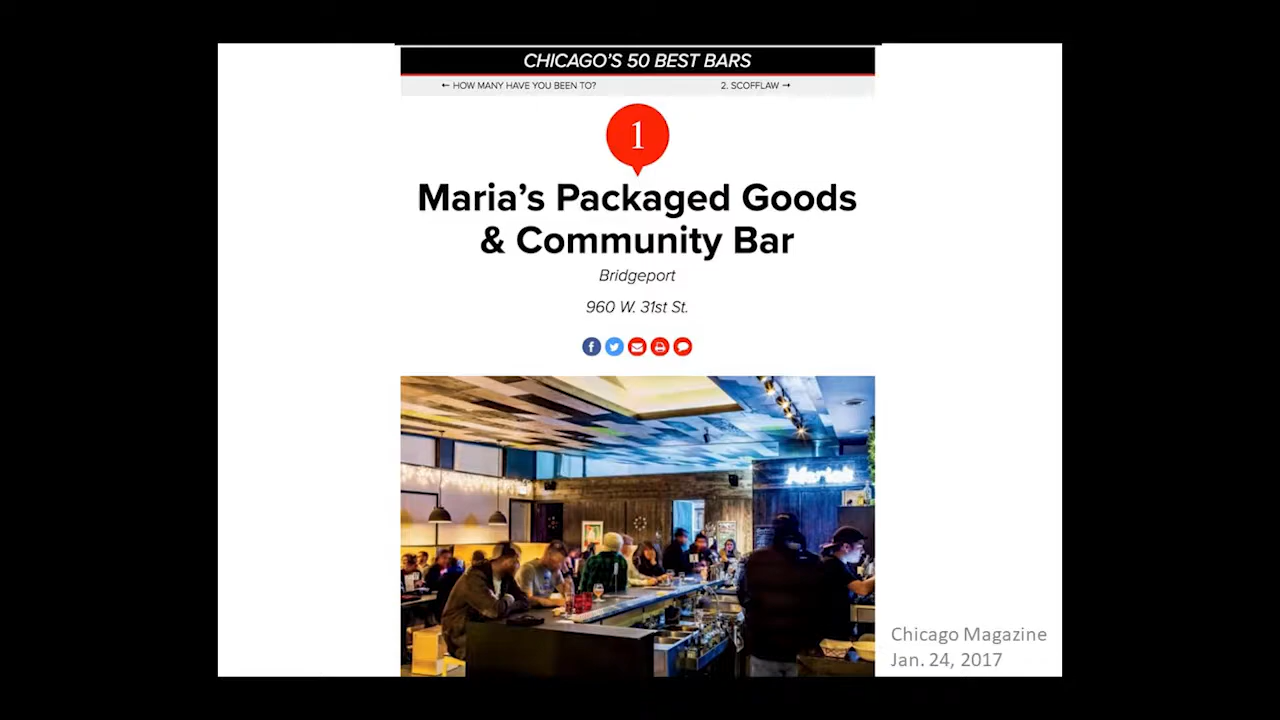 CHICAGO'S 50 BEST BARS
← HOW MANY HAVE YOU BEEN TO?
2. SCOFFLAW →
1
Maria's Packaged Goods
& Community Bar
Bridgeport
960 W. 31st St.
Maria's
Chicago Magazine
Jan. 24, 2017